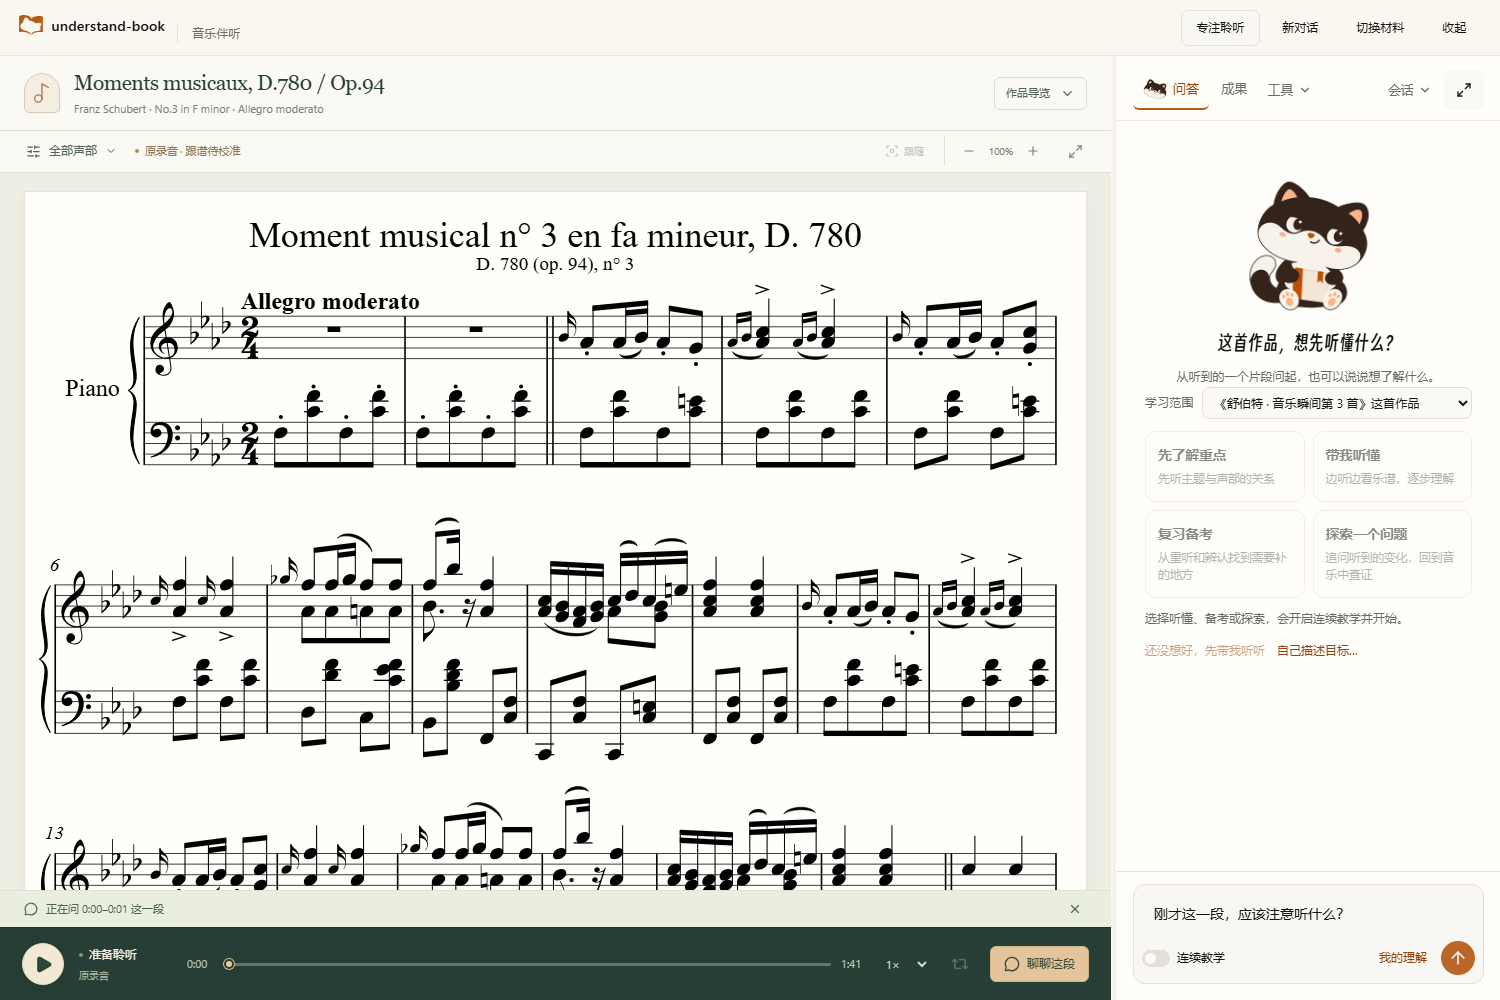 understand-book
音乐伴听
专注聆听
新对话
切换材料
收起
Moments musicaux, D.780 / Op.94
Franz Schubert · No.3 in F minor · Allegro moderato
作品导览
问答
成果
工具
会话
全部声部
原录音 · 跟谱待校准
跟随
100%
Moment musical n° 3 en fa mineur, D. 780
D. 780 (op. 94), n° 3
Allegro moderato
Piano
6
13
这首作品，想先听懂什么？
从听到的一个片段问起，也可以说说想了解什么。
学习范围
《舒伯特 · 音乐瞬间第 3 首》这首作品
先了解重点
先听主题与声部的关系
带我听懂
边听边看乐谱，逐步理解
复习备考
从重听和辨认找到需要补
的地方
探索一个问题
追问听到的变化，回到音
乐中查证
选择听懂、备考或探索，会开启连续教学并开始。
还没想好，先带我听听
自己描述目标...
正在问 0:00–0:01 这一段
准备聆听
原录音
0:00
1:41
1×
聊聊这段
刚才这一段，应该注意听什么？
连续教学
我的理解